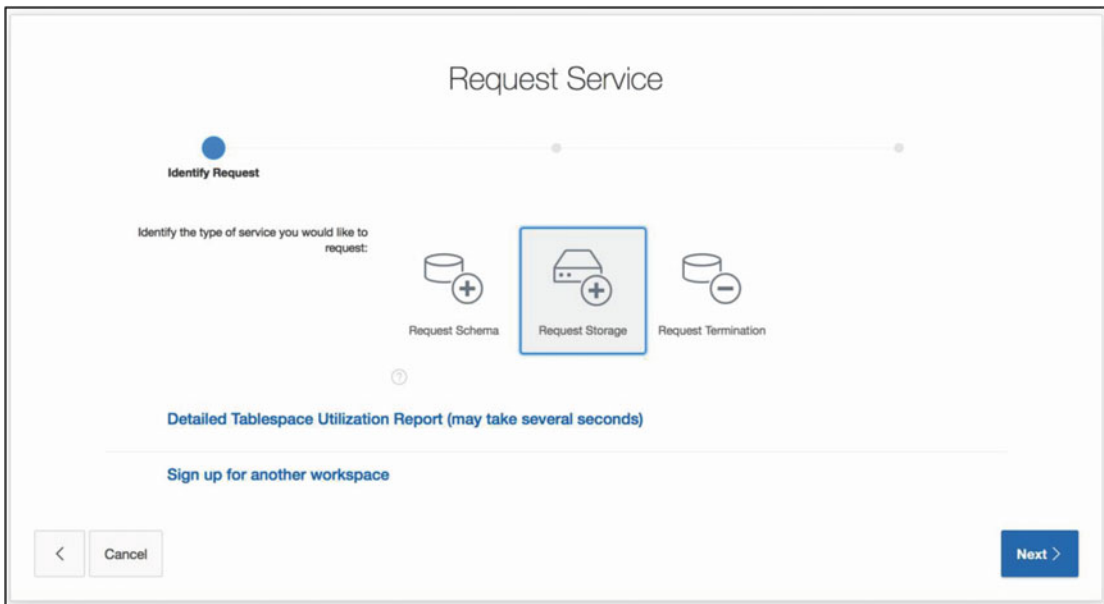 Request Service
Identify Request
Identify the type of service you would like to
request:
Request Schema
Request Storage
Request Termination
?
Detailed Tablespace Utilization Report (may take several seconds)
Sign up for another workspace
Cancel
Next